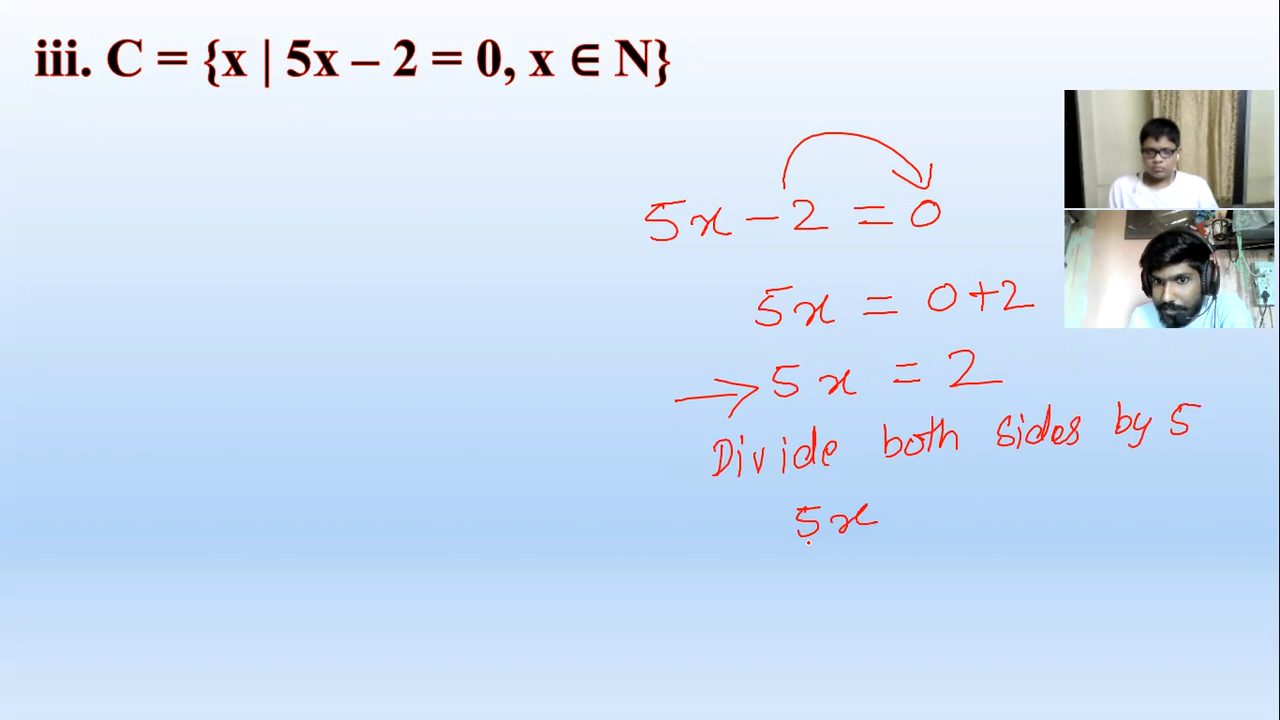 iii. C = {x | 5x – 2 = 0, x ∈ N}
5x – 2 = 0
5x = 0+2
→ 5x = 2
Divide both sides by 5
5x